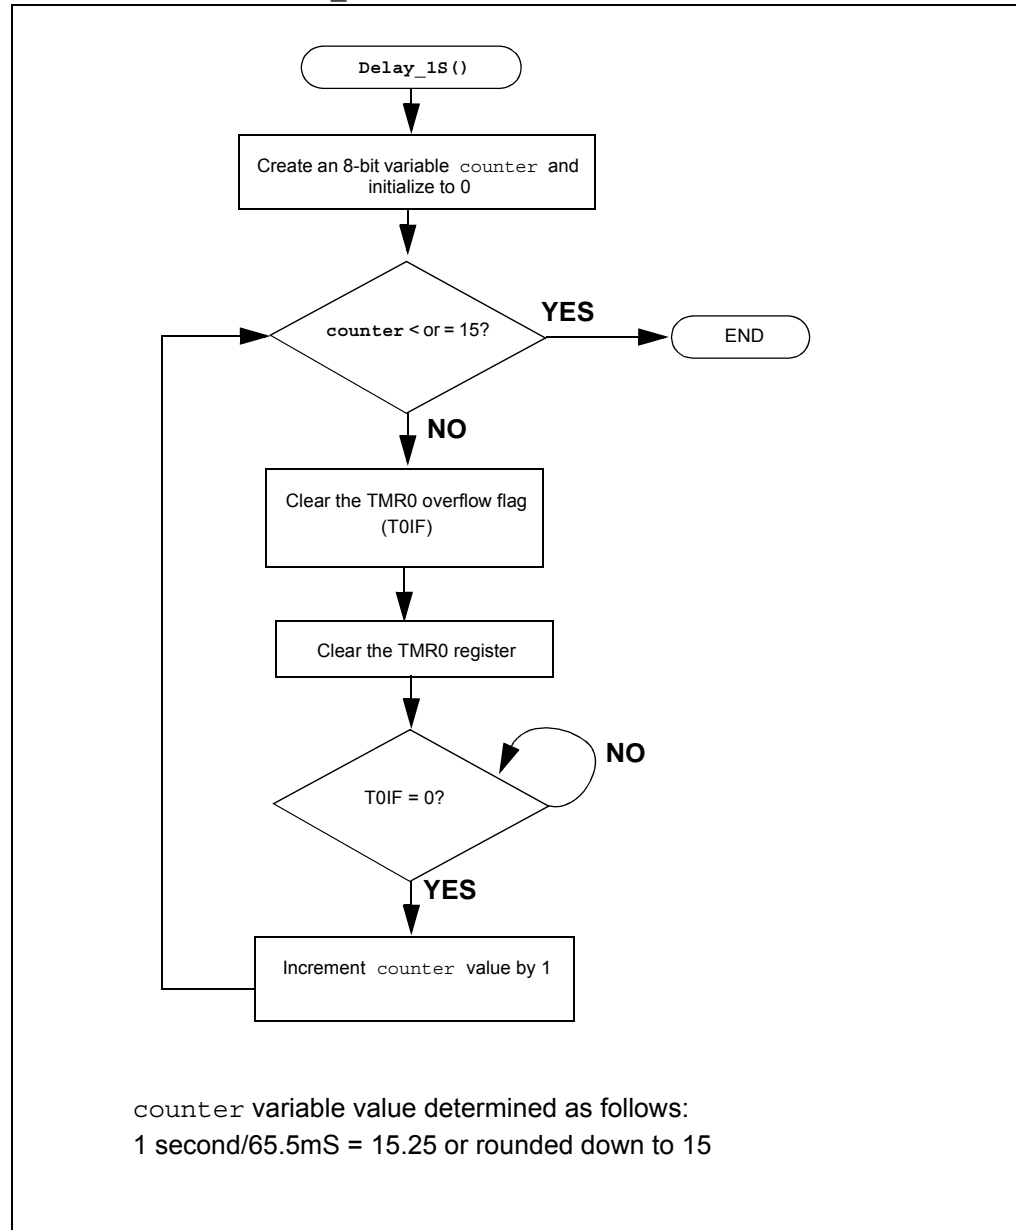 Delay_1S()
Create an 8-bit variable counter and
initialize to 0
counter < or = 15?
YES
END
NO
Clear the TMR0 overflow flag
(T0IF)
Clear the TMR0 register
T0IF = 0?
NO
YES
Increment counter value by 1
counter variable value determined as follows:
1 second/65.5mS = 15.25 or rounded down to 15